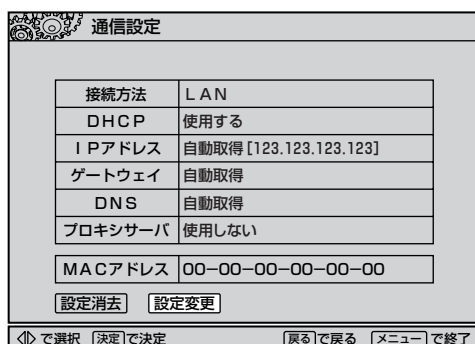 通信設定
接続方法 LAN
DHCP 使用する
IPアドレス 自動取得[123.123.123.123]
ゲートウェイ 自動取得
DNS 自動取得
プロキシサーバ 使用しない
MACアドレス 00-00-00-00-00-00
設定消去 設定変更
で選択 決定で決定 戻るで戻る メニューで終了